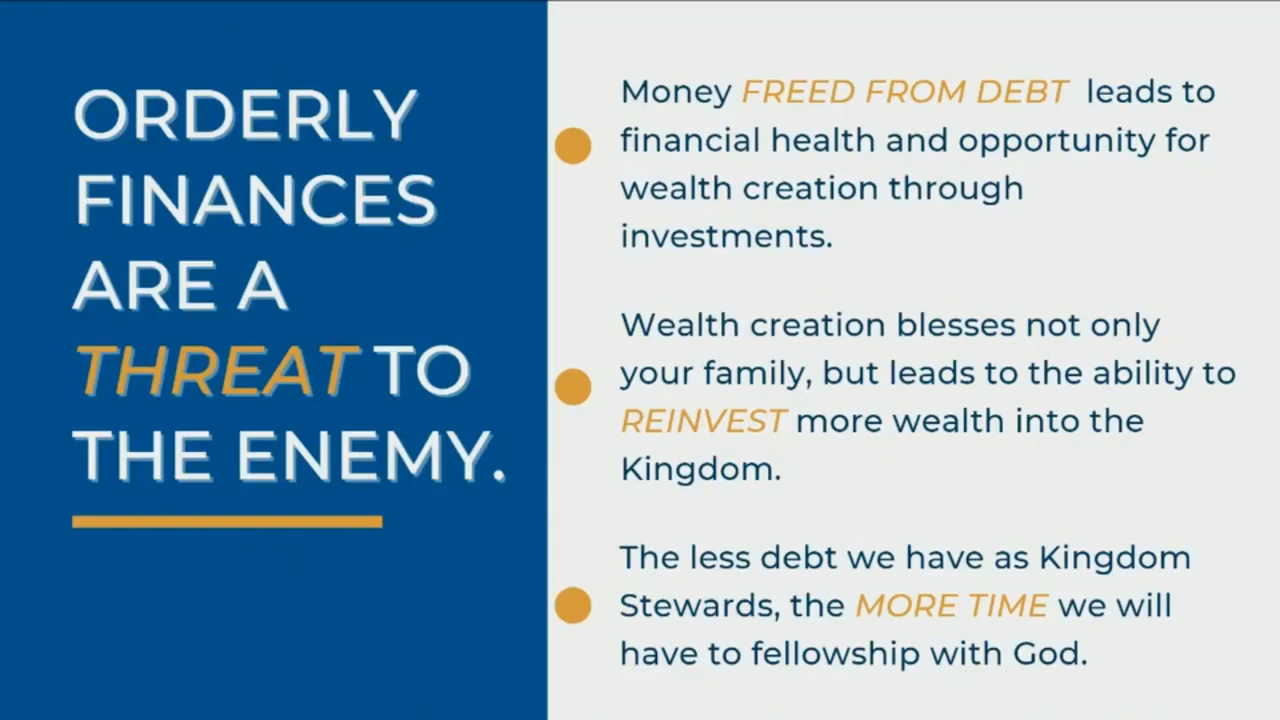 ORDERLY
FINANCES
ARE A
THREAT TO
THE ENEMY.
Money FREED FROM DEBT leads to
financial health and opportunity for
wealth creation through
investments.
Wealth creation blesses not only
your family, but leads to the ability to
REINVEST more wealth into the
Kingdom.
The less debt we have as Kingdom
Stewards, the MORE TIME we will
have to fellowship with God.